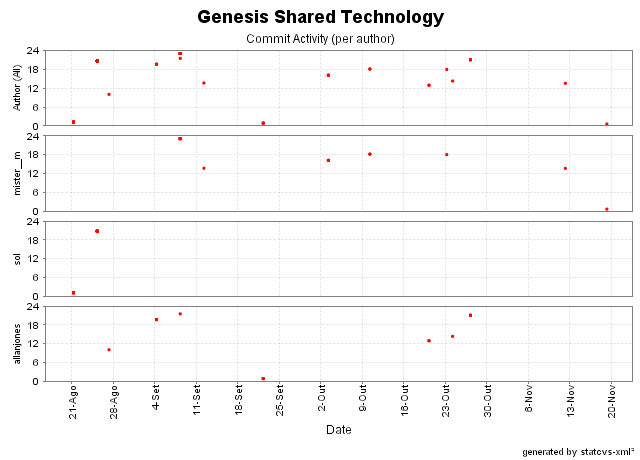 Genesis Shared Technology
Commit Activity (per author)
Author (All)
24
18
12
6
0
mister__m
24
18
12
6
0
sol
24
18
12
6
0
allanjones
24
18
12
6
0
21-Ago
28-Ago
4-Set
11-Set
18-Set
25-Set
2-Out
9-Out
16-Out
23-Out
30-Out
6-Nov
13-Nov
20-Nov
Date
generated by statcvs-xml²